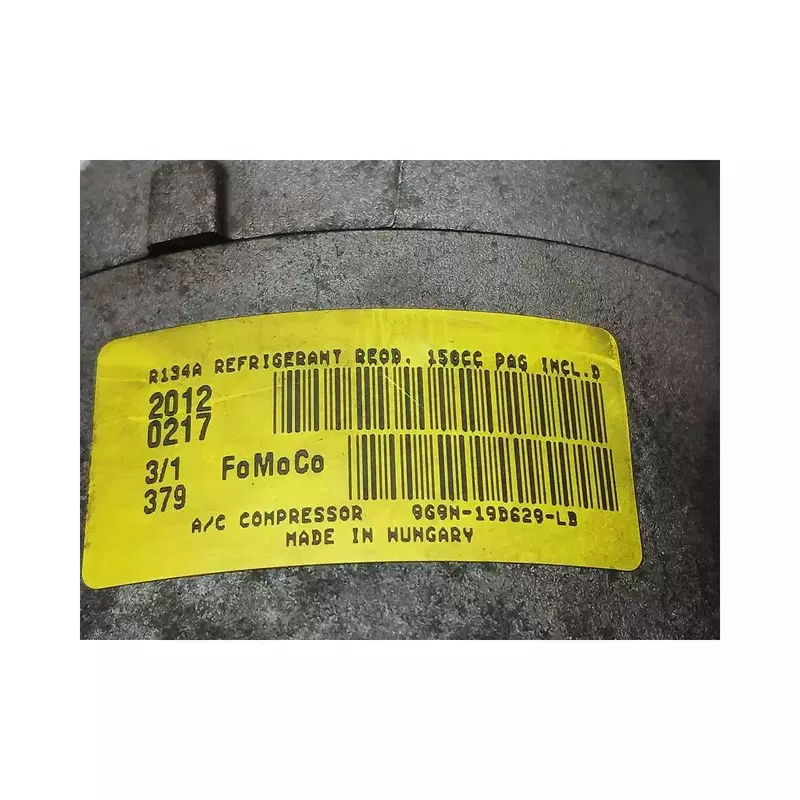 R134A REFRIGERANT REQD. 150CC PAG INCL.D
2012
0217
3/1 FoMoCo
379
A/C COMPRESSOR 9G9N-19D629-LB
MADE IN HUNGARY